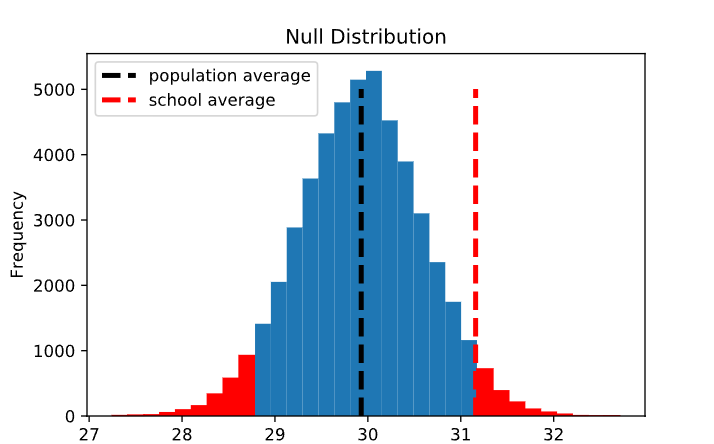 Null Distribution
population average
school average
Frequency
5000
4000
3000
2000
1000
0
27 28 29 30 31 32